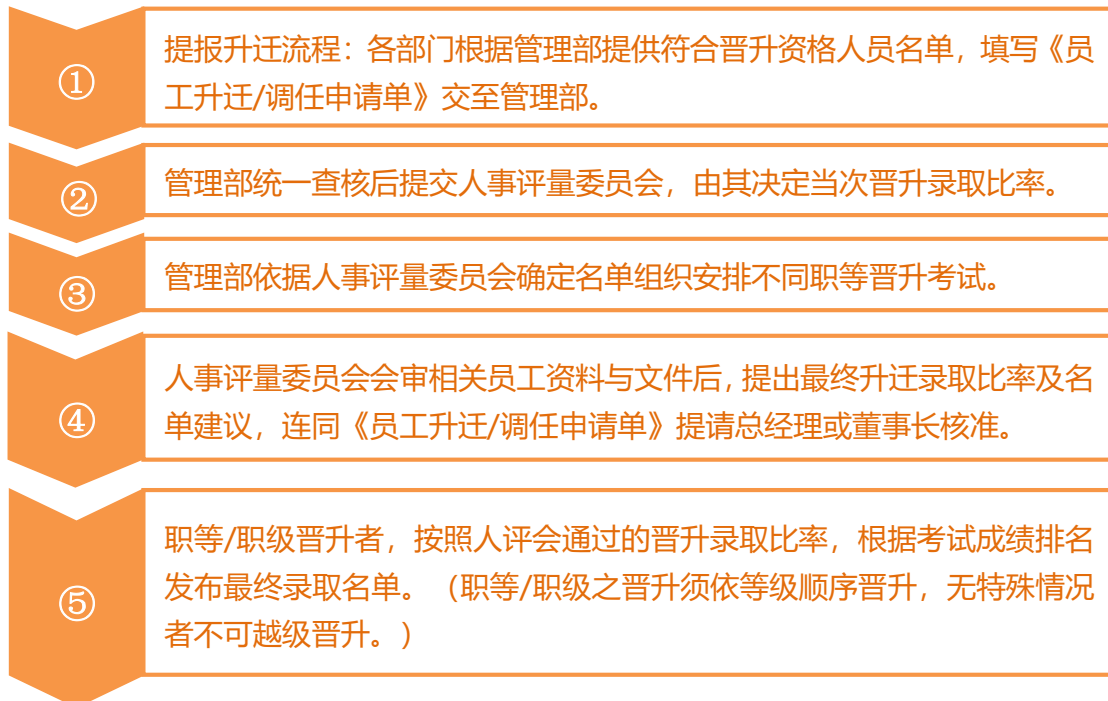 ①
提报升迁流程：各部门根据管理部提供符合晋升资格人员名单，填写《员
工升迁/调任申请单》交至管理部。
②
管理部统一查核后提交人事评量委员会，由其决定当次晋升录取比率。
③
管理部依据人事评量委员会确定名单组织安排不同职等晋升考试。
④
人事评量委员会会审相关员工资料与文件后，提出最终升迁录取比率及名
单建议，连同《员工升迁/调任申请单》提请总经理或董事长核准。
⑤
职等/职级晋升者，按照人评会通过的晋升录取比率，根据考试成绩排名
发布最终录取名单。（职等/职级之晋升须依等级顺序晋升，无特殊情况
者不可越级晋升。）